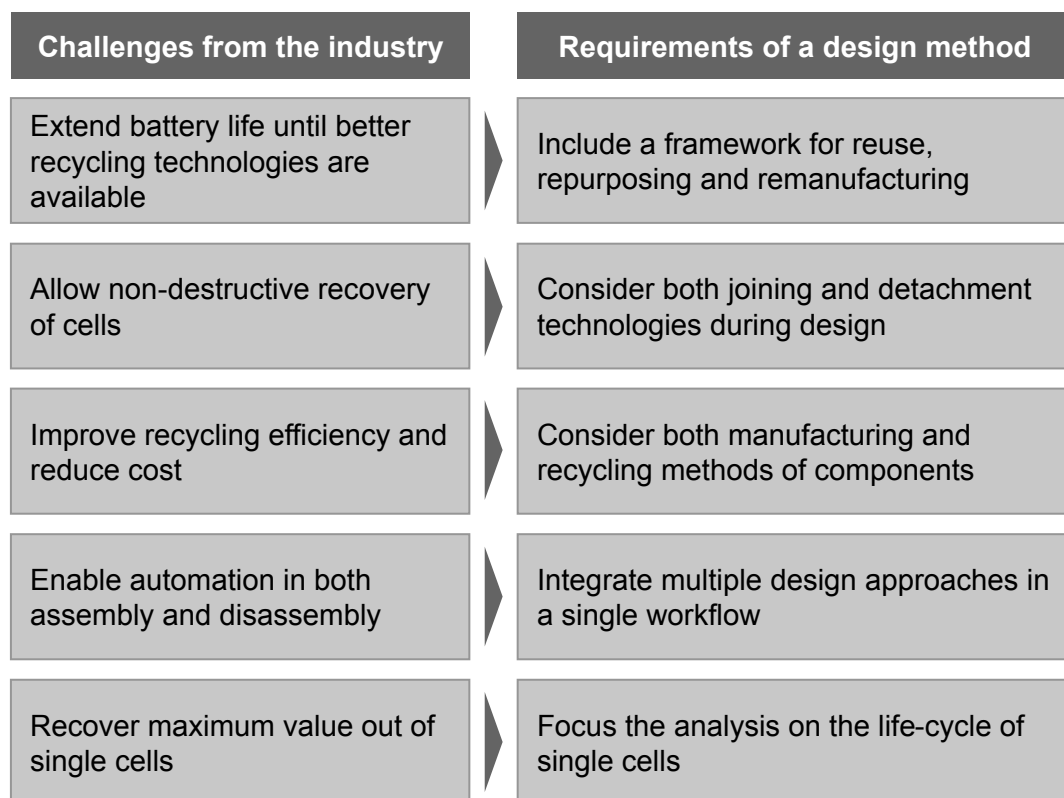 Challenges from the industry
Requirements of a design method
Extend battery life until better
recycling technologies are
available
Include a framework for reuse,
repurposing and remanufacturing
Allow non-destructive recovery
of cells
Consider both joining and detachment
technologies during design
Improve recycling efficiency and
reduce cost
Consider both manufacturing and
recycling methods of components
Enable automation in both
assembly and disassembly
Integrate multiple design approaches in
a single workflow
Recover maximum value out of
single cells
Focus the analysis on the life-cycle of
single cells